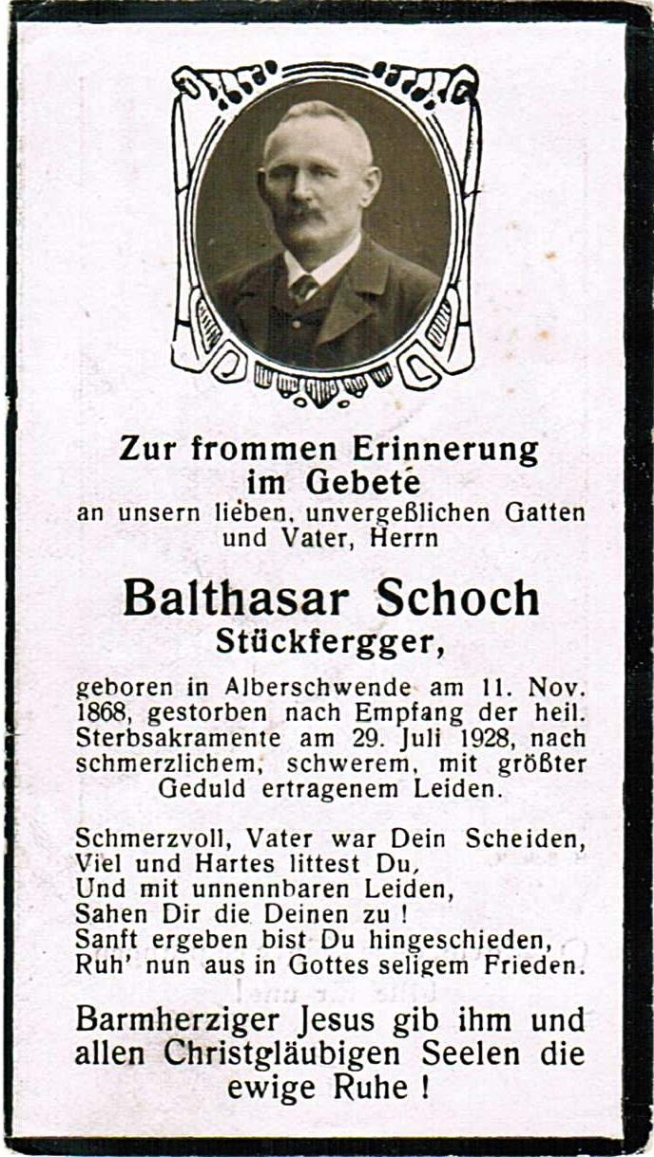 Zur frommen Erinnerung
im Gebete
an unsern lieben, unvergeßlichen Gatten
und Vater, Herrn
Balthasar Schoch
Stückfergger,
geboren in Alberschwende am 11. Nov.
1868, gestorben nach Empfang der heil.
Sterbsakramente am 29. Juli 1928, nach
schmerzlichem, schwerem, mit größter
Geduld ertragenem Leiden.
Schmerzvoll, Vater war Dein Scheiden,
Viel und Hartes littest Du,
Und mit unnennbaren Leiden,
Sahen Dir die Deinen zu !
Sanft ergeben bist Du hingeschieden,
Ruh' nun aus in Gottes seligem Frieden.
Barmherziger Jesus gib ihm und
allen Christgläubigen Seelen die
ewige Ruhe !